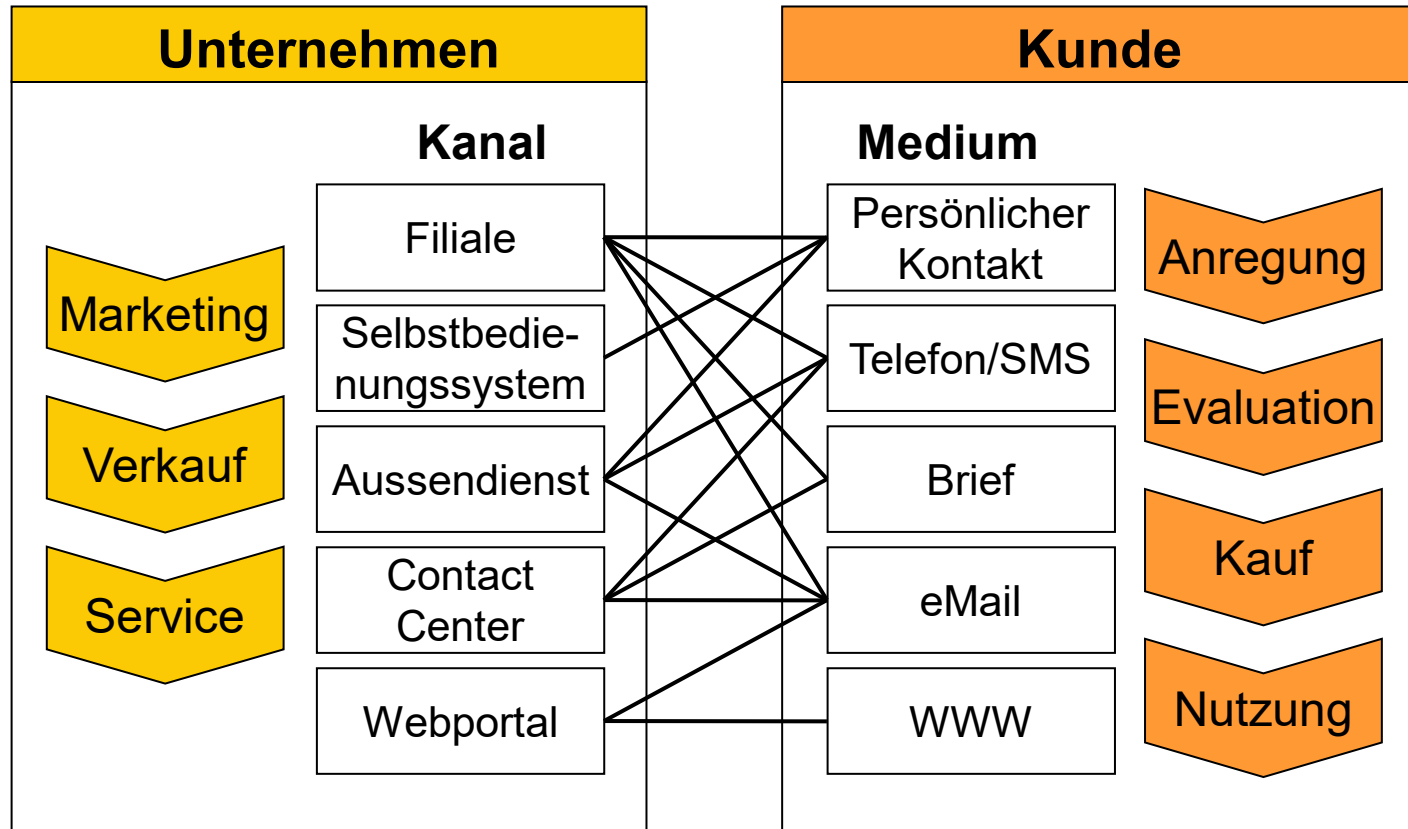 Unternehmen
Kunde
Kanal
Medium
Marketing
Verkauf
Service
Filiale
Selbstbedie-
nungssystem
Aussendienst
Contact
Center
Webportal
Persönlicher
Kontakt
Telefon/SMS
Brief
eMail
WWW
Anregung
Evaluation
Kauf
Nutzung